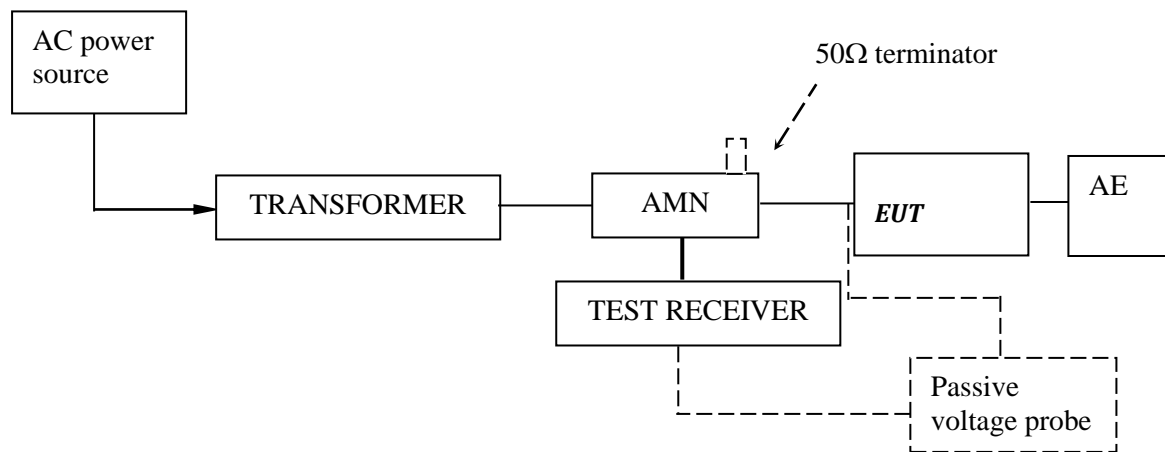 AC power
source
50Ω terminator
TRANSFORMER
AMN
EUT
AE
TEST RECEIVER
Passive
voltage probe